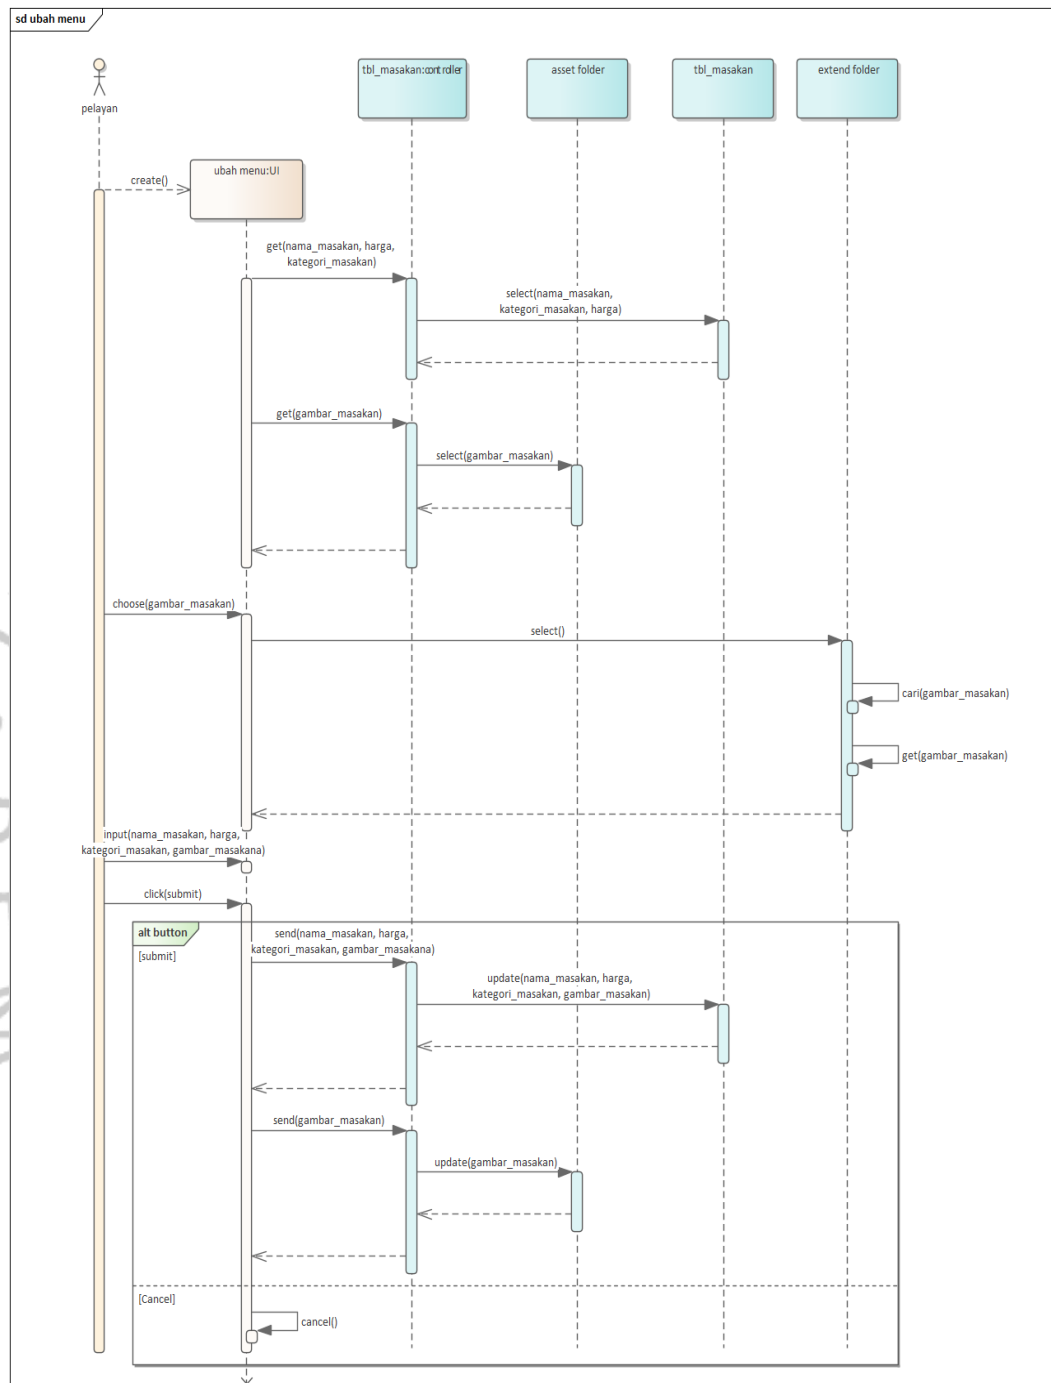 sd ubah menu
pelayan
tbl_masakan:controller
asset folder
tbl_masakan
extend folder
ubah menu:UI
create()
get(nama_masakan, harga,
kategori_masakan)
select(nama_masakan,
kategori_masakan, harga)
get(gambar_masakan)
select(gambar_masakan)
choose(gambar_masakan)
select()
cari(gambar_masakan)
get(gambar_masakan)
input(nama_masakan, harga,
kategori_masakan, gambar_masakana)
click(submit)
alt button
[submit]
send(nama_masakan, harga,
kategori_masakan, gambar_masakana)
update(nama_masakan, harga,
kategori_masakan, gambar_masakan)
send(gambar_masakan)
update(gambar_masakan)
[Cancel]
cancel()